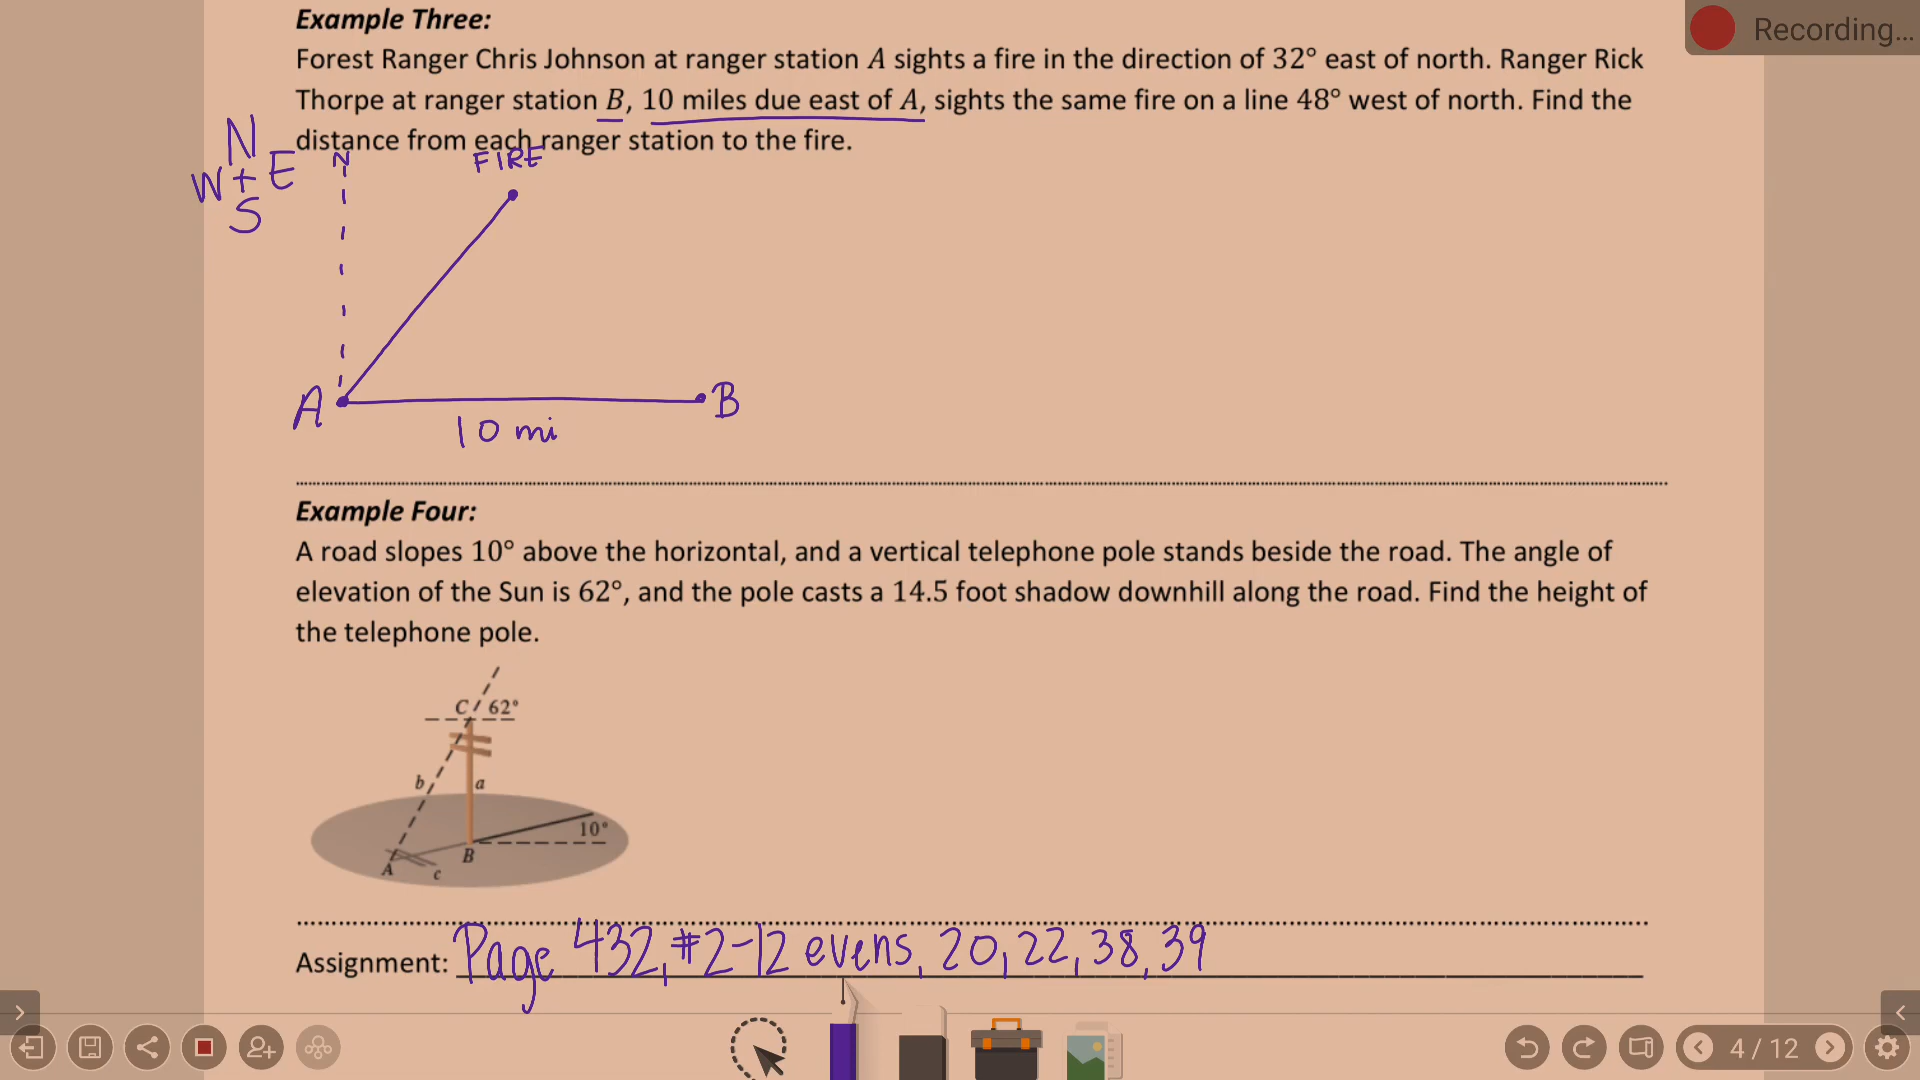 Recording...
Example Three:
Forest Ranger Chris Johnson at ranger station A sights a fire in the direction of 32° east of north. Ranger Rick
Thorpe at ranger station B, 10 miles due east of A, sights the same fire on a line 48° west of north. Find the
distance from each ranger station to the fire.
N
W + E
S
N
FIRE
A
B
10 mi
Example Four:
A road slopes 10° above the horizontal, and a vertical telephone pole stands beside the road. The angle of
elevation of the Sun is 62°, and the pole casts a 14.5 foot shadow downhill along the road. Find the height of
the telephone pole.
C 62°
b a
10°
A B
c
Assignment: Page 432, #2-12 evens, 20, 22, 38, 39
4 / 12